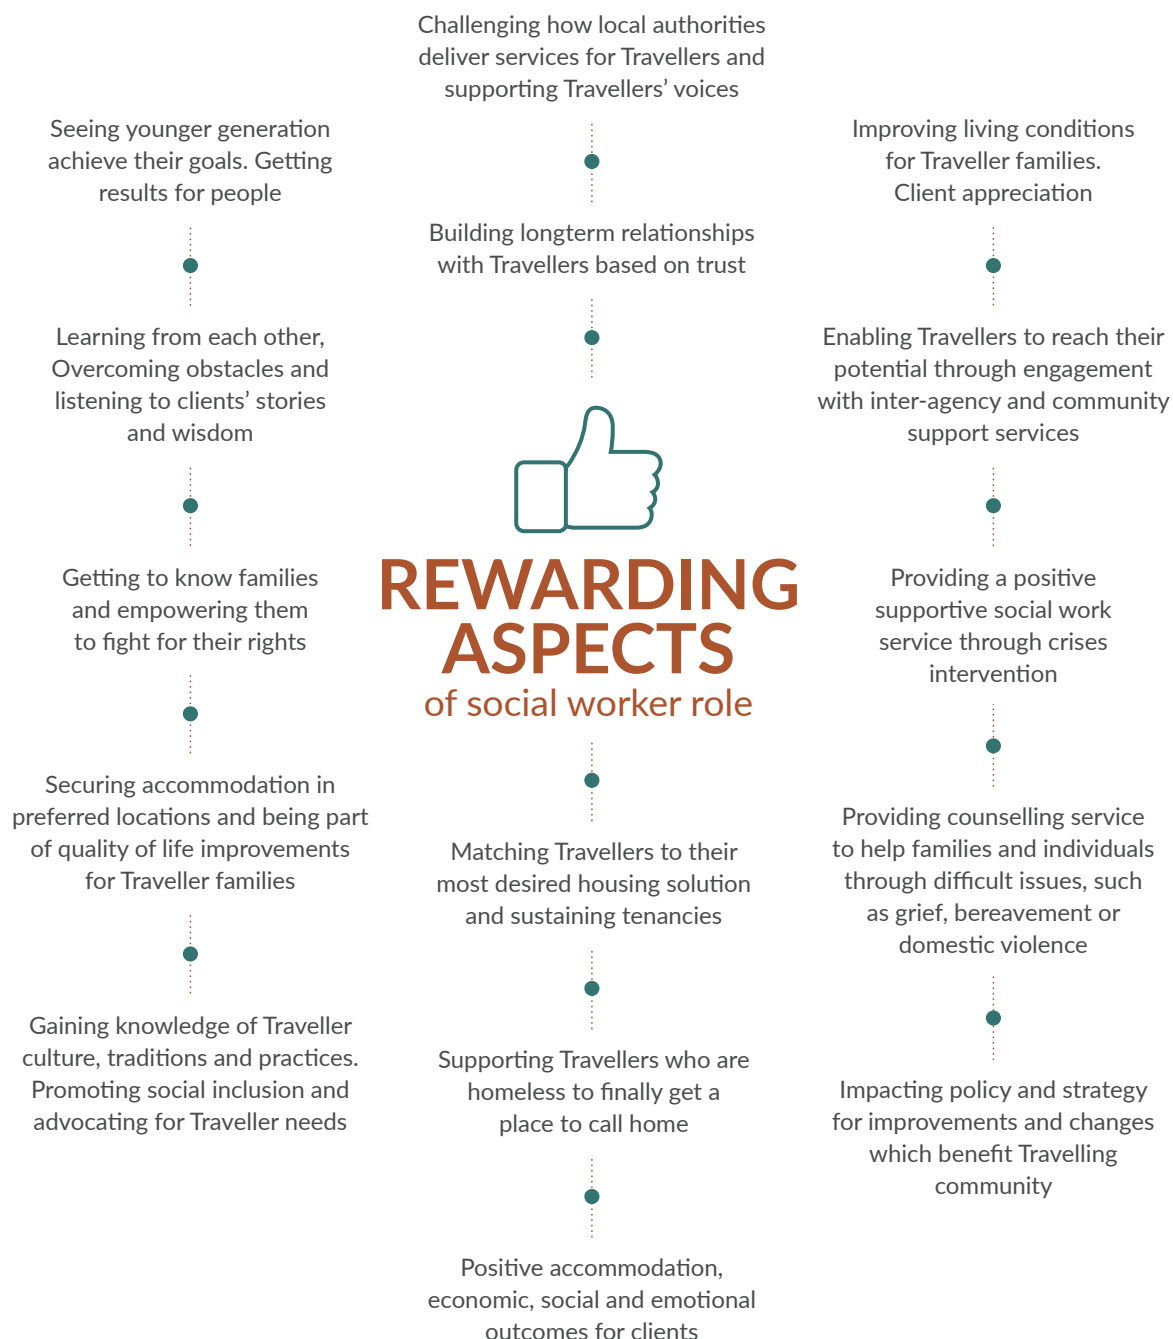 Challenging how local authorities
deliver services for Travellers and
supporting Travellers’ voices
Building longterm relationships
with Travellers based on trust
Seeing younger generation
achieve their goals. Getting
results for people
Learning from each other,
Overcoming obstacles and
listening to clients’ stories
and wisdom
Getting to know families
and empowering them
to fight for their rights
Securing accommodation in
preferred locations and being part
of quality of life improvements
for Traveller families
Gaining knowledge of Traveller
culture, traditions and practices.
Promoting social inclusion and
advocating for Traveller needs
REWARDING
ASPECTS
of social worker role
Matching Travellers to their
most desired housing solution
and sustaining tenancies
Supporting Travellers who are
homeless to finally get a
place to call home
Positive accommodation,
economic, social and emotional
outcomes for clients
Improving living conditions
for Traveller families.
Client appreciation
Enabling Travellers to reach their
potential through engagement
with inter-agency and community
support services
Providing a positive
supportive social work
service through crises
intervention
Providing counselling service
to help families and individuals
through difficult issues, such
as grief, bereavement or
domestic violence
Impacting policy and strategy
for improvements and changes
which benefit Travelling
community